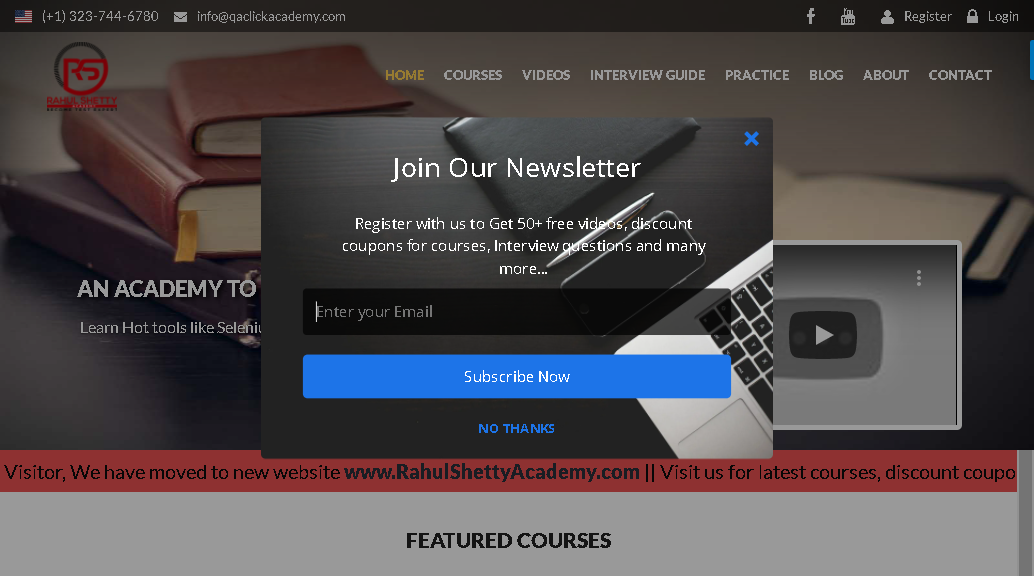 (+1) 323-744-6780 info@qaclickacademy.com Register Login
RAHUL SHETTY
HOME COURSES VIDEOS INTERVIEW GUIDE PRACTICE BLOG ABOUT CONTACT
Join Our Newsletter
Register with us to Get 50+ free videos, discount
coupons for courses, Interview questions and many
more...
AN ACADEMY TO
Learn Hot tools like Seleniu
Enter your Email
Subscribe Now
NO THANKS
Visitor, We have moved to new website www.RahulShettyAcademy.com || Visit us for latest courses, discount coupo
FEATURED COURSES